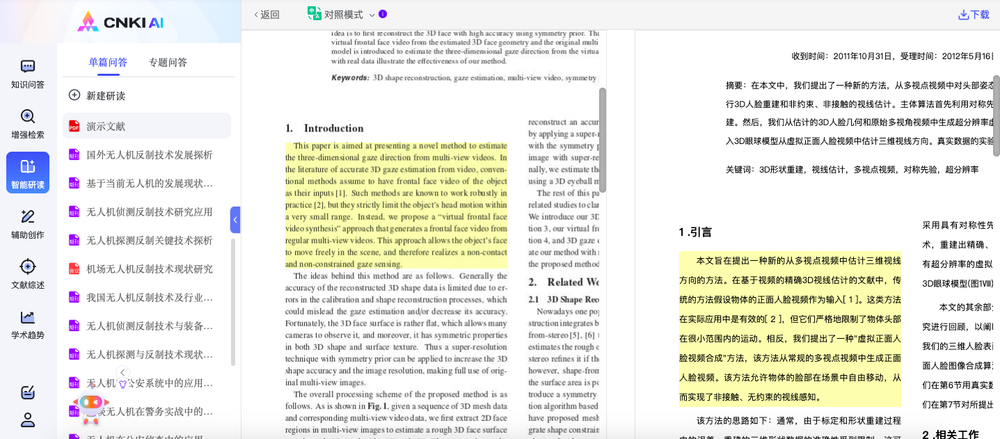 CNKI AI
知识问答
增强检索
智能研读
辅助创作
文献综述
学术趋势
单篇问答 专题问答
新建研读
PDF 演示文献
期刊 国外无人机反制技术发展探析
期刊 基于当前无人机的发展现状...
期刊 无人机侦测反制技术研究应用
期刊 无人机探测反制关键技术探析
会议 机场无人机反制技术现状研究
期刊 我国无人机反制技术及行业...
期刊 无人机侦测反制技术与装备...
期刊 无人机探测与反制技术现状...
期刊 无人机 公安系统中的应用...
期刊 谈无人机在警务实战中的...
返回 对照模式
下载
idea is to first reconstruct the 3D face with high accuracy using symmetry prior. The
virtual frontal face video from the estimated 3D face geometry and the original multi
model is introduced to estimate the three-dimensional gaze direction from the virtua
with real data illustrate the effectiveness of our method.
Keywords: 3D shape reconstruction, gaze estimation, multi-view video, symmetry
1. Introduction
This paper is aimed at presenting a novel method to estimate
the three-dimensional gaze direction from multi-view videos. In
the literature of accurate 3D gaze estimation from video, conven-
tional methods assume to have frontal face video of the object
as their inputs [1]. Such methods are known to work robustly in
practice [2], but they strictly limit the object's head motion within
a very small range. Instead, we propose a “virtual frontal face
video synthesis” approach that generates a frontal face video from
regular multi-view videos. This approach allows the object's face
to move freely in the scene, and therefore realizes a non-contact
and non-constrained gaze sensing.
The ideas behind this method are as follows. Generally the
accuracy of the reconstructed 3D shape data is limited due to er-
rors in the calibration and shape reconstruction processes, which
could mislead the gaze estimation and/or decrease its accuracy.
Fortunately, the 3D face surface is rather flat, which allows many
cameras to observe it, and moreover, it has symmetric properties
in both 3D shape and surface texture. Thus a super-resolution
technique with symmetry prior can be applied to increase the 3D
shape accuracy and the image resolution, making full use of orig-
inal multi-view images.
The overall processing scheme of the proposed method is as
follows. As is shown in Fig. 1, given a sequence of 3D mesh data
and corresponding multi-view video data, we first extract 2D face
regions in multi-view images to estimate a rough 3D face surface
reconstruct an accur
by applying a super-r
with the symmetry p
image with super-re
nally, we estimate th
using a 3D eyeball m
The rest of this pa
related studies to clar
We introduce our 3D
tion 3, our virtual fr
tion 4, and 3D gaze e
ate our method with
the proposed method
2. Related Wo
2.1 3D Shape Reco
Nowadays one pop
struction integrates b
from-stereo [5], [6]
estimates the rough o
stereo refines it if the
however, shape-from
the surface area is po
troduce a symmetry
tion algorithm based
have proposed mesh
grate shape constrain
收到时间：2011年10月31日，受理时间：2012年5月16日
摘要：在本文中，我们提出了一种新的方法，从多视点视频中对头部姿态
行3D人脸重建和非约束、非接触的视线估计。主体算法首先利用对称先
建。然后，我们从估计的3D人脸几何和原始多视角视频中生成超分辨率虚
入3D眼球模型从虚拟正面人脸视频中估计三维视线方向。真实数据的实验
关键词：3D形状重建，视线估计，多视点视频，对称先验，超分辨率
1 .引言
本文旨在提出一种新的从多视点视频中估计三维视线
方向的方法。在基于视频的精确3D视线估计的文献中，传
统的方法假设物体的正面人脸视频作为输入[ 1 ]。这类方法
在实际应用中是有效的[ 2 ]，但它们严格地限制了物体头部
在很小范围内的运动。相反，我们提出了一种"虚拟正面人
脸视频合成"方法，该方法从常规的多视点视频中生成正面
人脸视频。该方法允许物体的脸部在场景中自由移动，从
而实现了非接触、无约束的视线感知。
该方法的思路如下：通常，由于标定和形状重建过程
采用具有对称性先
术，重建出精确、
有超分辨率的虚拟
3D眼球模型(图1Ⅷ)
本文的其余部分
究进行回顾，以阐
我们的三维人脸表
面人脸图像合成算
们在第6节用真实数
们在第7节对所提出
2 .相关工作